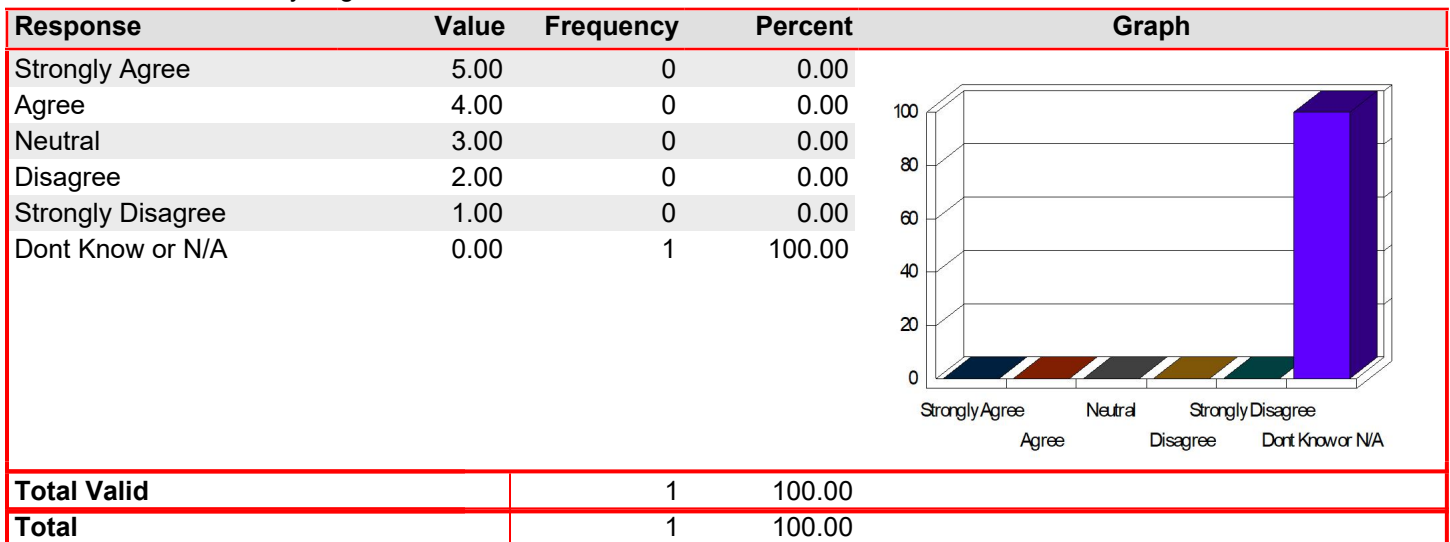 Response Value Frequency Percent Graph
Strongly Agree 5.00 0 0.00
Agree 4.00 0 0.00
Neutral 3.00 0 0.00
Disagree 2.00 0 0.00
Strongly Disagree 1.00 0 0.00
Dont Know or N/A 0.00 1 100.00
100
80
60
40
20
0
Strongly Agree Neutral Strongly Disagree
Agree Disagree Dont Know or N/A
Total Valid 1 100.00
Total 1 100.00